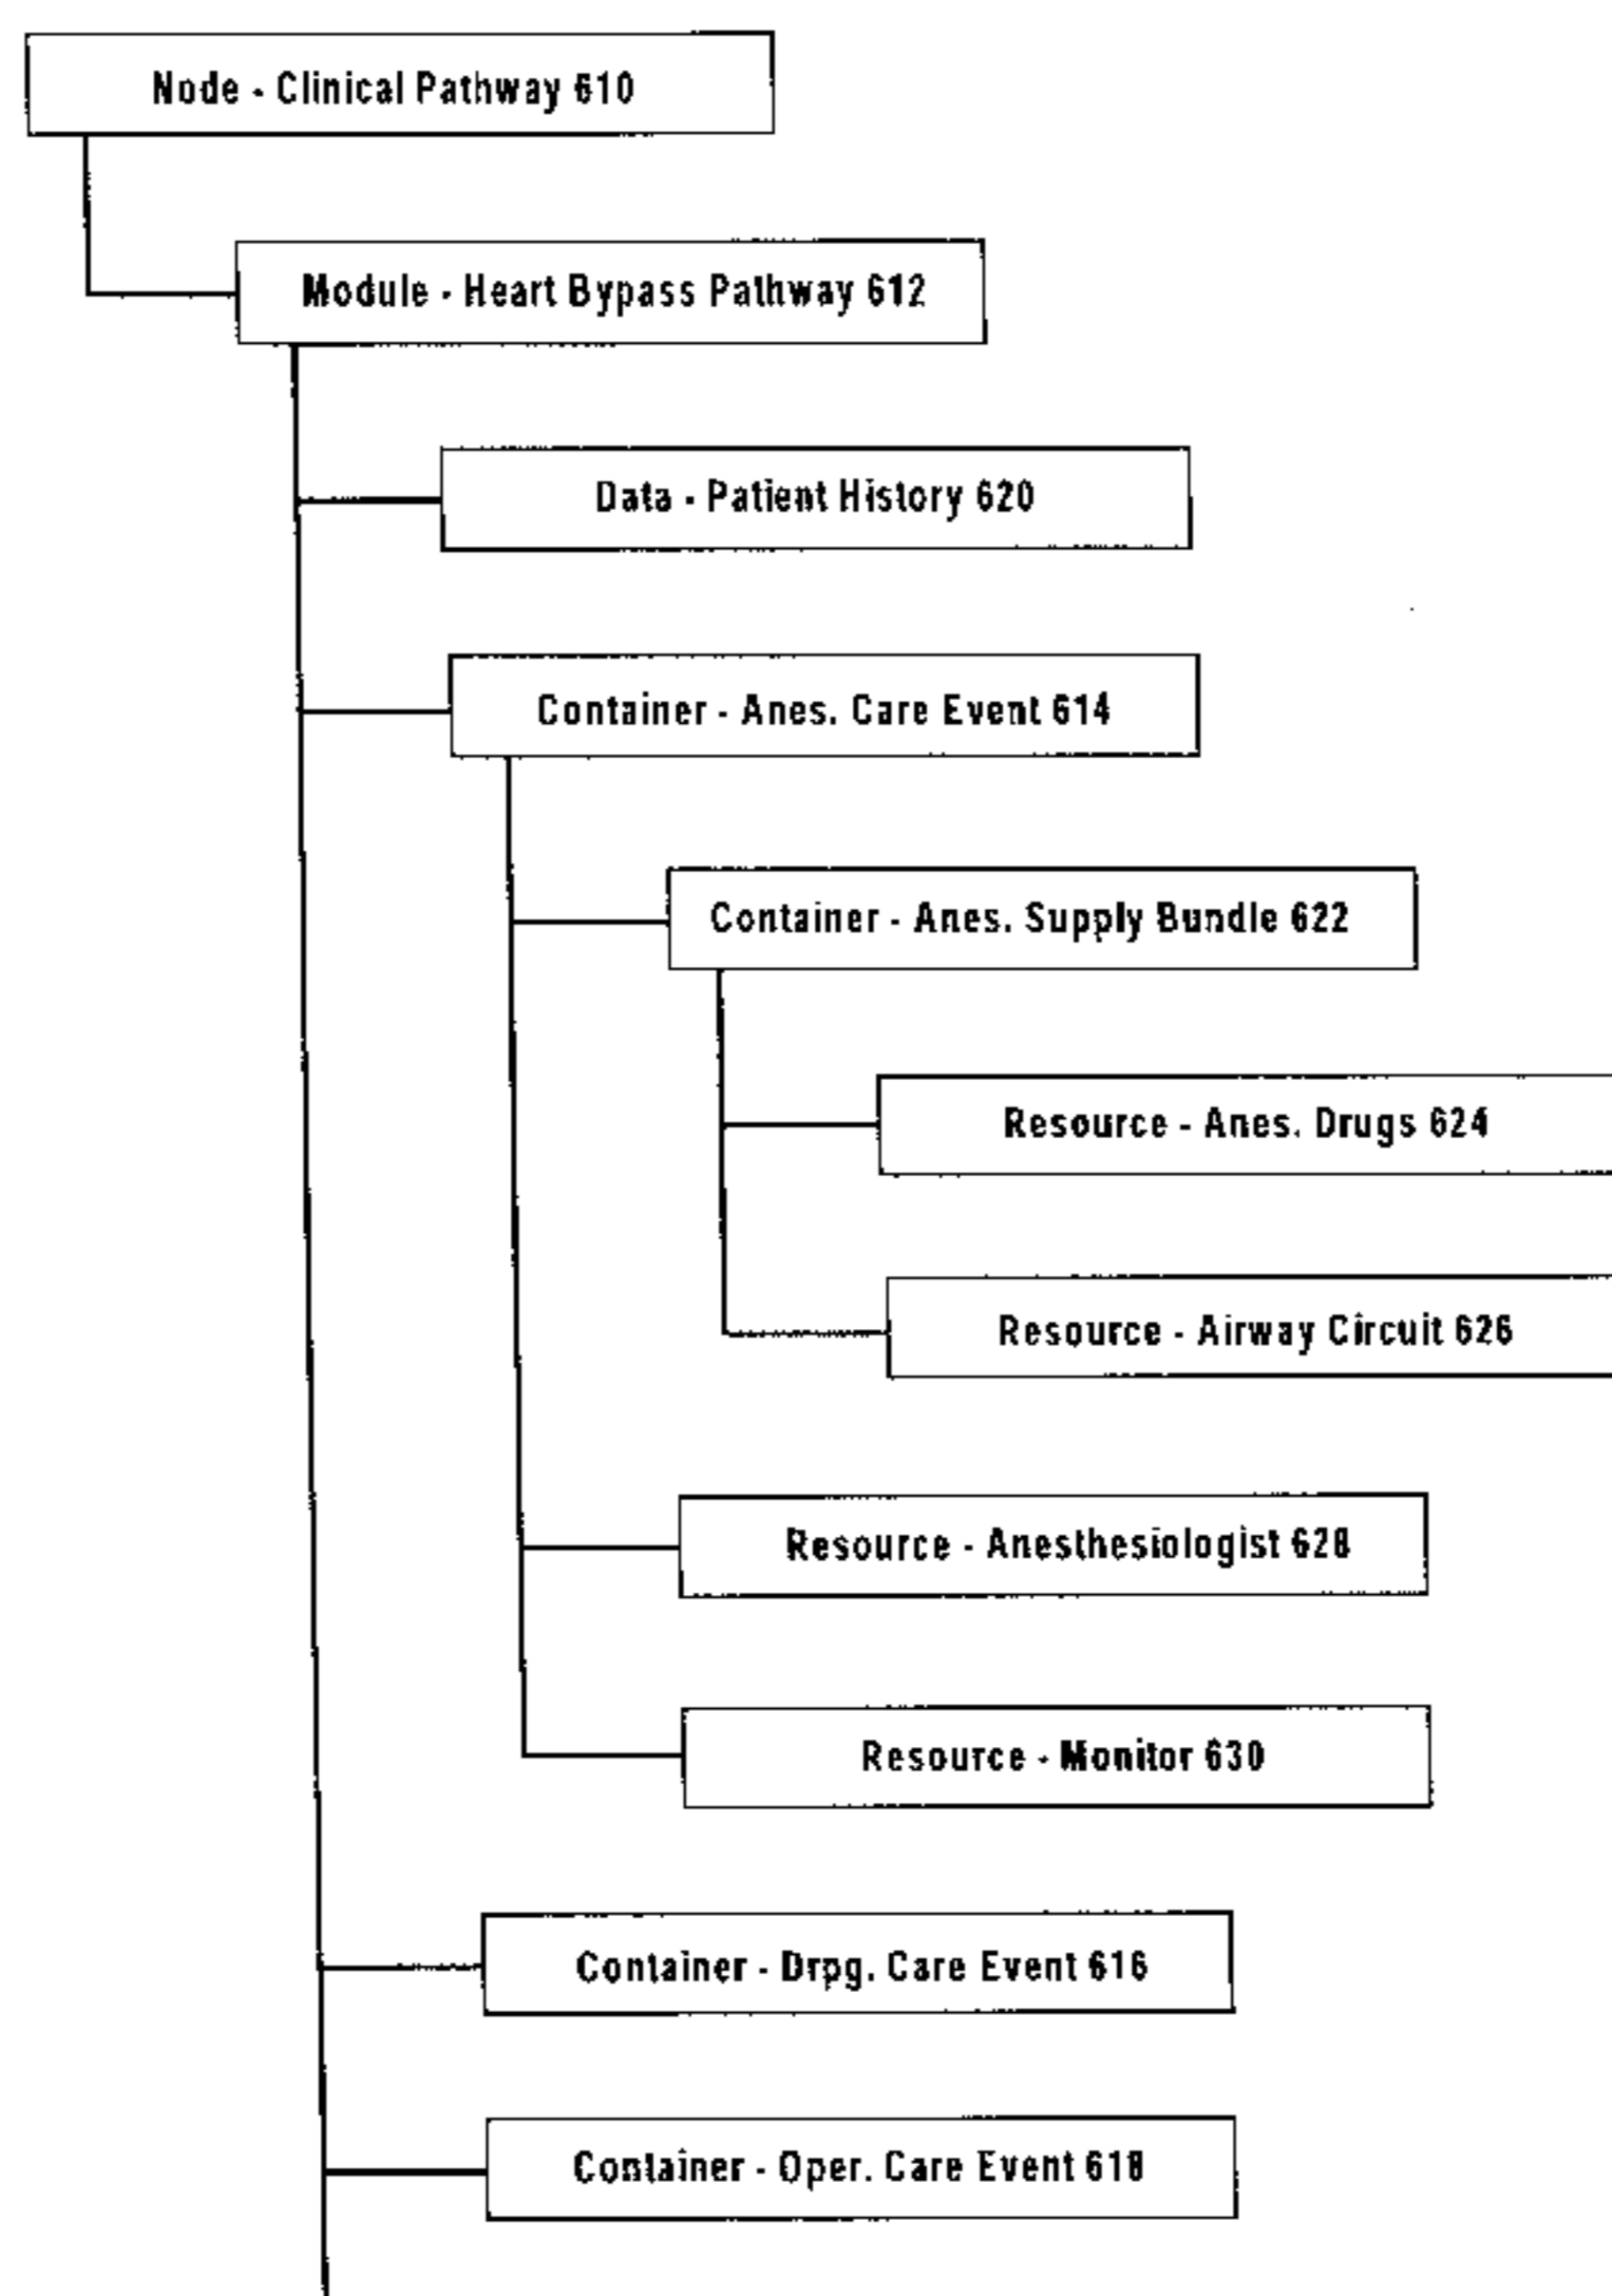 Node - Clinical Pathway 610
Module - Heart Bypass Pathway 612
Data - Patient History 620
Container - Anes. Care Event 614
Container - Anes. Supply Bundle 622
Resource - Anes. Drugs 624
Resource - Airway Circuit 626
Resource - Anesthesiologist 628
Resource - Monitor 630
Container - Drpg. Care Event 616
Container - Oper. Care Event 618